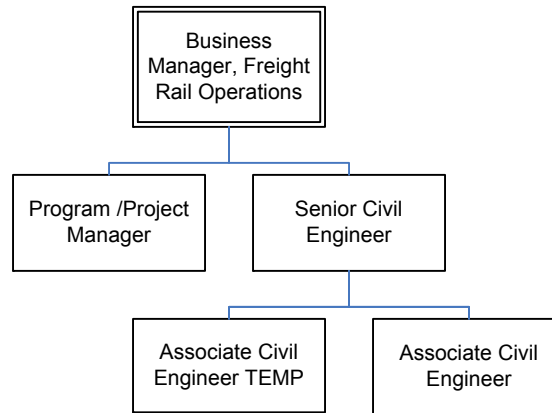 Business
Manager, Freight
Rail Operations
Program /Project
Manager
Senior Civil
Engineer
Associate Civil
Engineer TEMP
Associate Civil
Engineer